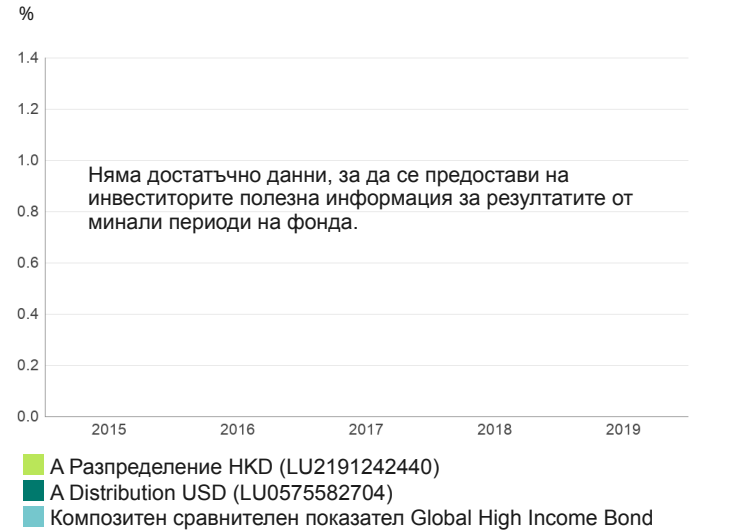 %
1.4
1.2
1.0
Няма достатъчно данни, за да се предостави на
инвеститорите полезна информация за резултатите от
0.8
минали периоди на фонда.
0.6
0.4
0.2
0.0
2015 2016 2017 2018 2019
А Разпределение HKD (LU2191242440)
A Distribution USD (LU0575582704)
Композитен сравнителен показател Global High Income Bond